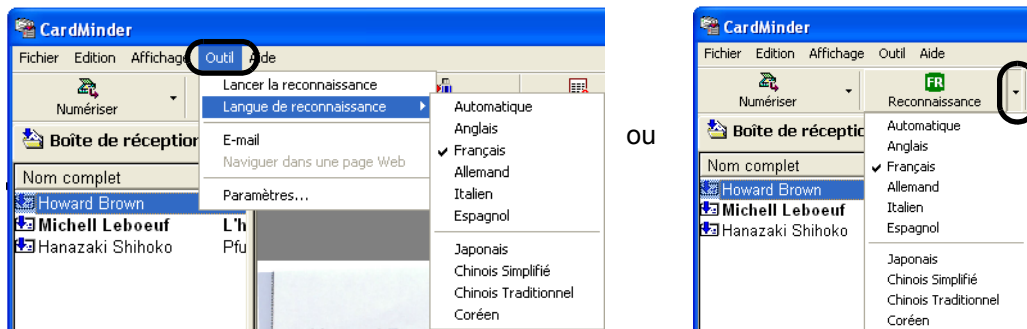 CardMinder
Fichier Edition Affichage Outil Aide
Lancer la reconnaissance
Langue de reconnaissance
E-mail
Naviguer dans une page Web
Paramètres...
Automatique
Anglais
Français
Allemand
Italien
Espagnol
Japonais
Chinois Simplifié
Chinois Traditionnel
Coréen
Numériser
Boîte de réception
Nom complet
Howard Brown
Michell Leboeuf L'h
Hanazaki Shihoko Pfu
ou
CardMinder
Fichier Edition Affichage Outil Aide
Numériser
FR
Reconnaissance
Boîte de réceptic
Nom complet
Howard Brown
Michell Leboeuf
Hanazaki Shihoko
Automatique
Anglais
Français
Allemand
Italien
Espagnol
Japonais
Chinois Simplifié
Chinois Traditionnel
Coréen